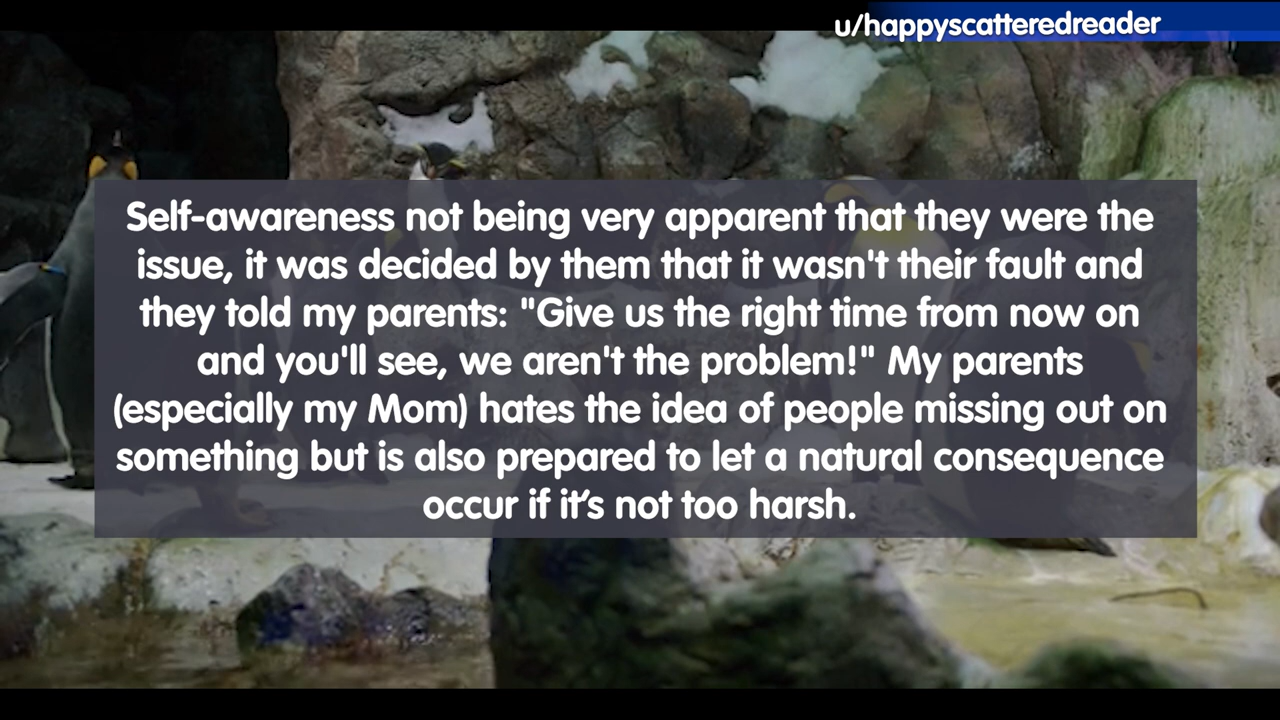 u/happyscatteredreader
Self-awareness not being very apparent that they were the
issue, it was decided by them that it wasn't their fault and
they told my parents: "Give us the right time from now on
and you'll see, we aren't the problem!" My parents
(especially my Mom) hates the idea of people missing out on
something but is also prepared to let a natural consequence
occur if it’s not too harsh.